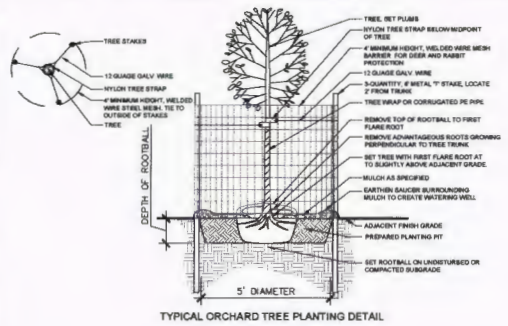 TREE STAKES
12 GUAGE GALV. WIRE
NYLON TREE STRAP
4' MINIMUM HEIGHT, WELDED
WIRE STEEL MESH. TIE TO
OUTSIDE OF STAKES
TREE
DEPTH OF ROOTBALL
5' DIAMETER
TREE, SET PLUMB
NYLON TREE STRAP BELOW MIDPOINT
OF TREE
4' MINIMUM HEIGHT, WELDED WIRE MESH
BARRIER FOR DEER AND RABBIT
PROTECTION
12 GUAGE GALV. WIRE
3-QUANTITY, 6' METAL "T" STAKE, LOCATE
2' FROM TRUNK
TREE WRAP OR CORRUGATED PE PIPE
REMOVE TOP OF ROOTBALL TO FIRST
FLARE ROOT
REMOVE ADVANTAGEOUS ROOTS GROWING
PERPENDICULAR TO TREE TRUNK
SET TREE WITH FIRST FLARE ROOT AT
TO SLIGHTLY ABOVE ADJACENT GRADE.
MULCH AS SPECIFIED
EARTHEN SAUCER SURROUNDING
MULCH TO CREATE WATERING WELL
ADJACENT FINISH GRADE
PREPARED PLANTING PIT
SET ROOTBALL ON UNDISTURBED OR
COMPACTED SUBGRADE
TYPICAL ORCHARD TREE PLANTING DETAIL